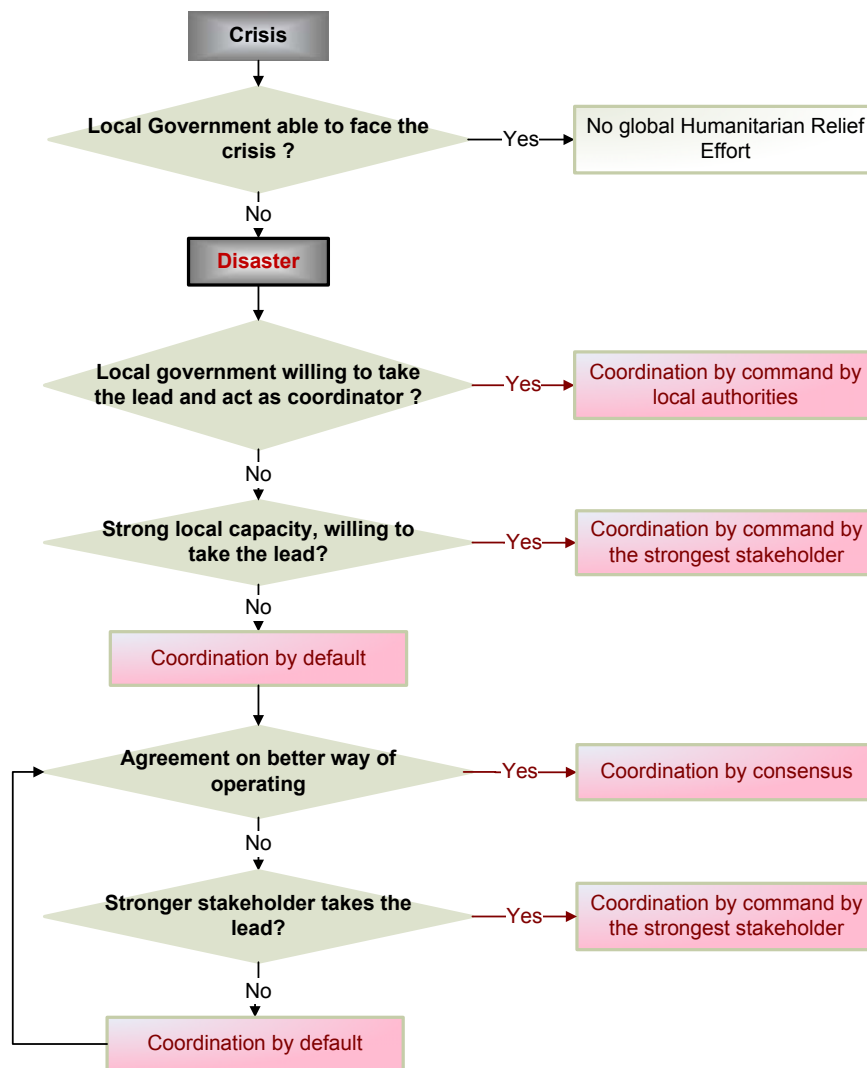 Crisis
Local Government able to face the
crisis ?
Yes
No global Humanitarian Relief
Effort
No
Disaster
Local government willing to take
the lead and act as coordinator ?
Yes
Coordination by command by
local authorities
No
Strong local capacity, willing to
take the lead?
Yes
Coordination by command by
the strongest stakeholder
No
Coordination by default
Agreement on better way of
operating
Yes
Coordination by consensus
No
Stronger stakeholder takes the
lead?
Yes
Coordination by command by
the strongest stakeholder
No
Coordination by default